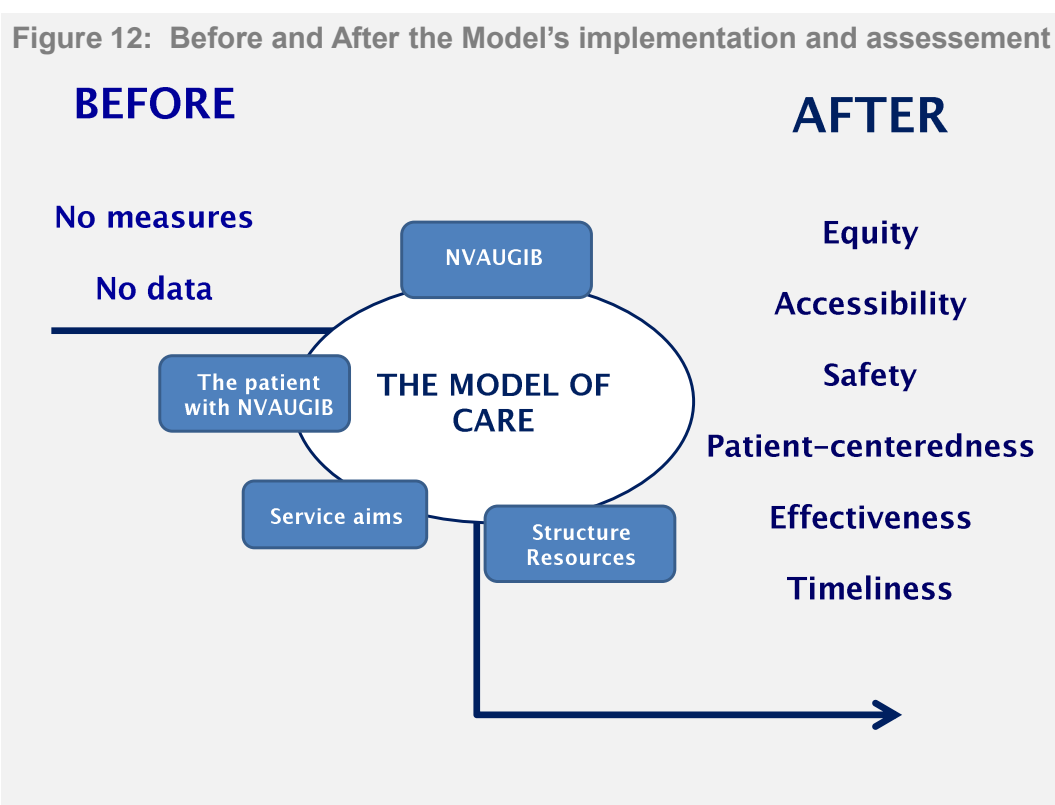 Figure 12:  Before and After the Model’s implementation and assessement
BEFORE
AFTER
No measures
No data
NVAUGIB
The patient
with NVAUGIB
THE MODEL OF
CARE
Service aims
Structure
Resources
Equity
Accessibility
Safety
Patient-centeredness
Effectiveness
Timeliness